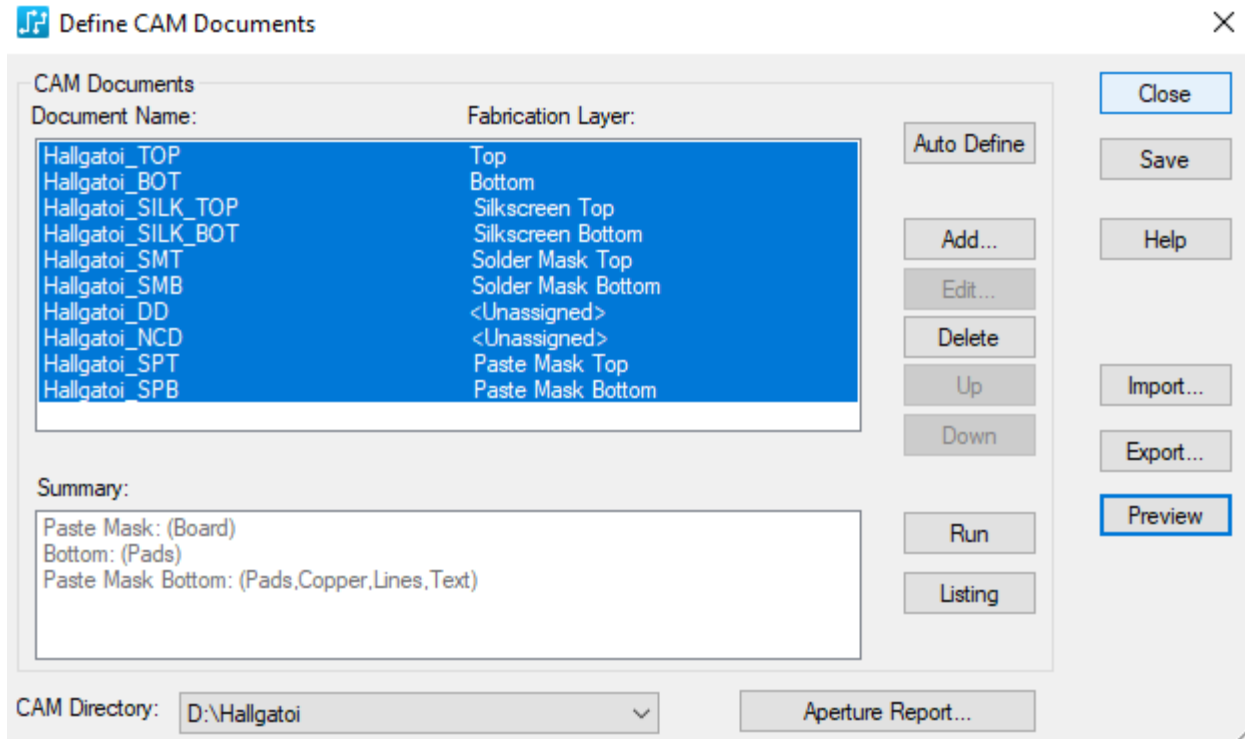 Define CAM Documents
CAM Documents
Document Name: Fabrication Layer:
Hallgatoi_TOP Top
Hallgatoi_BOT Bottom
Hallgatoi_SILK_TOP Silkscreen Top
Hallgatoi_SILK_BOT Silkscreen Bottom
Hallgatoi_SMT Solder Mask Top
Hallgatoi_SMB Solder Mask Bottom
Hallgatoi_DD <Unassigned>
Hallgatoi_NCD <Unassigned>
Hallgatoi_SPT Paste Mask Top
Hallgatoi_SPB Paste Mask Bottom
Auto Define
Add...
Edit...
Delete
Up
Down
Close
Save
Help
Import...
Export...
Preview
Summary:
Paste Mask: (Board)
Bottom: (Pads)
Paste Mask Bottom: (Pads,Copper,Lines,Text)
Run
Listing
CAM Directory: D:\Hallgatoi
Aperture Report...